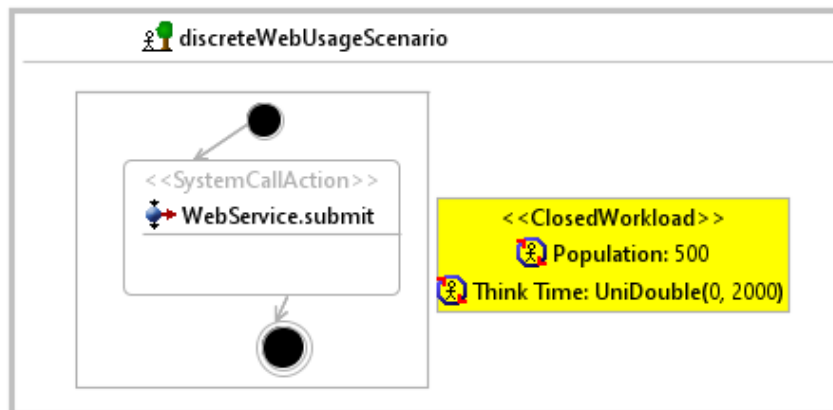 discreteWebUsageScenario
<<SystemCallAction>>
WebService.submit
<<ClosedWorkload>>
Population: 500
Think Time: UniDouble(0, 2000)